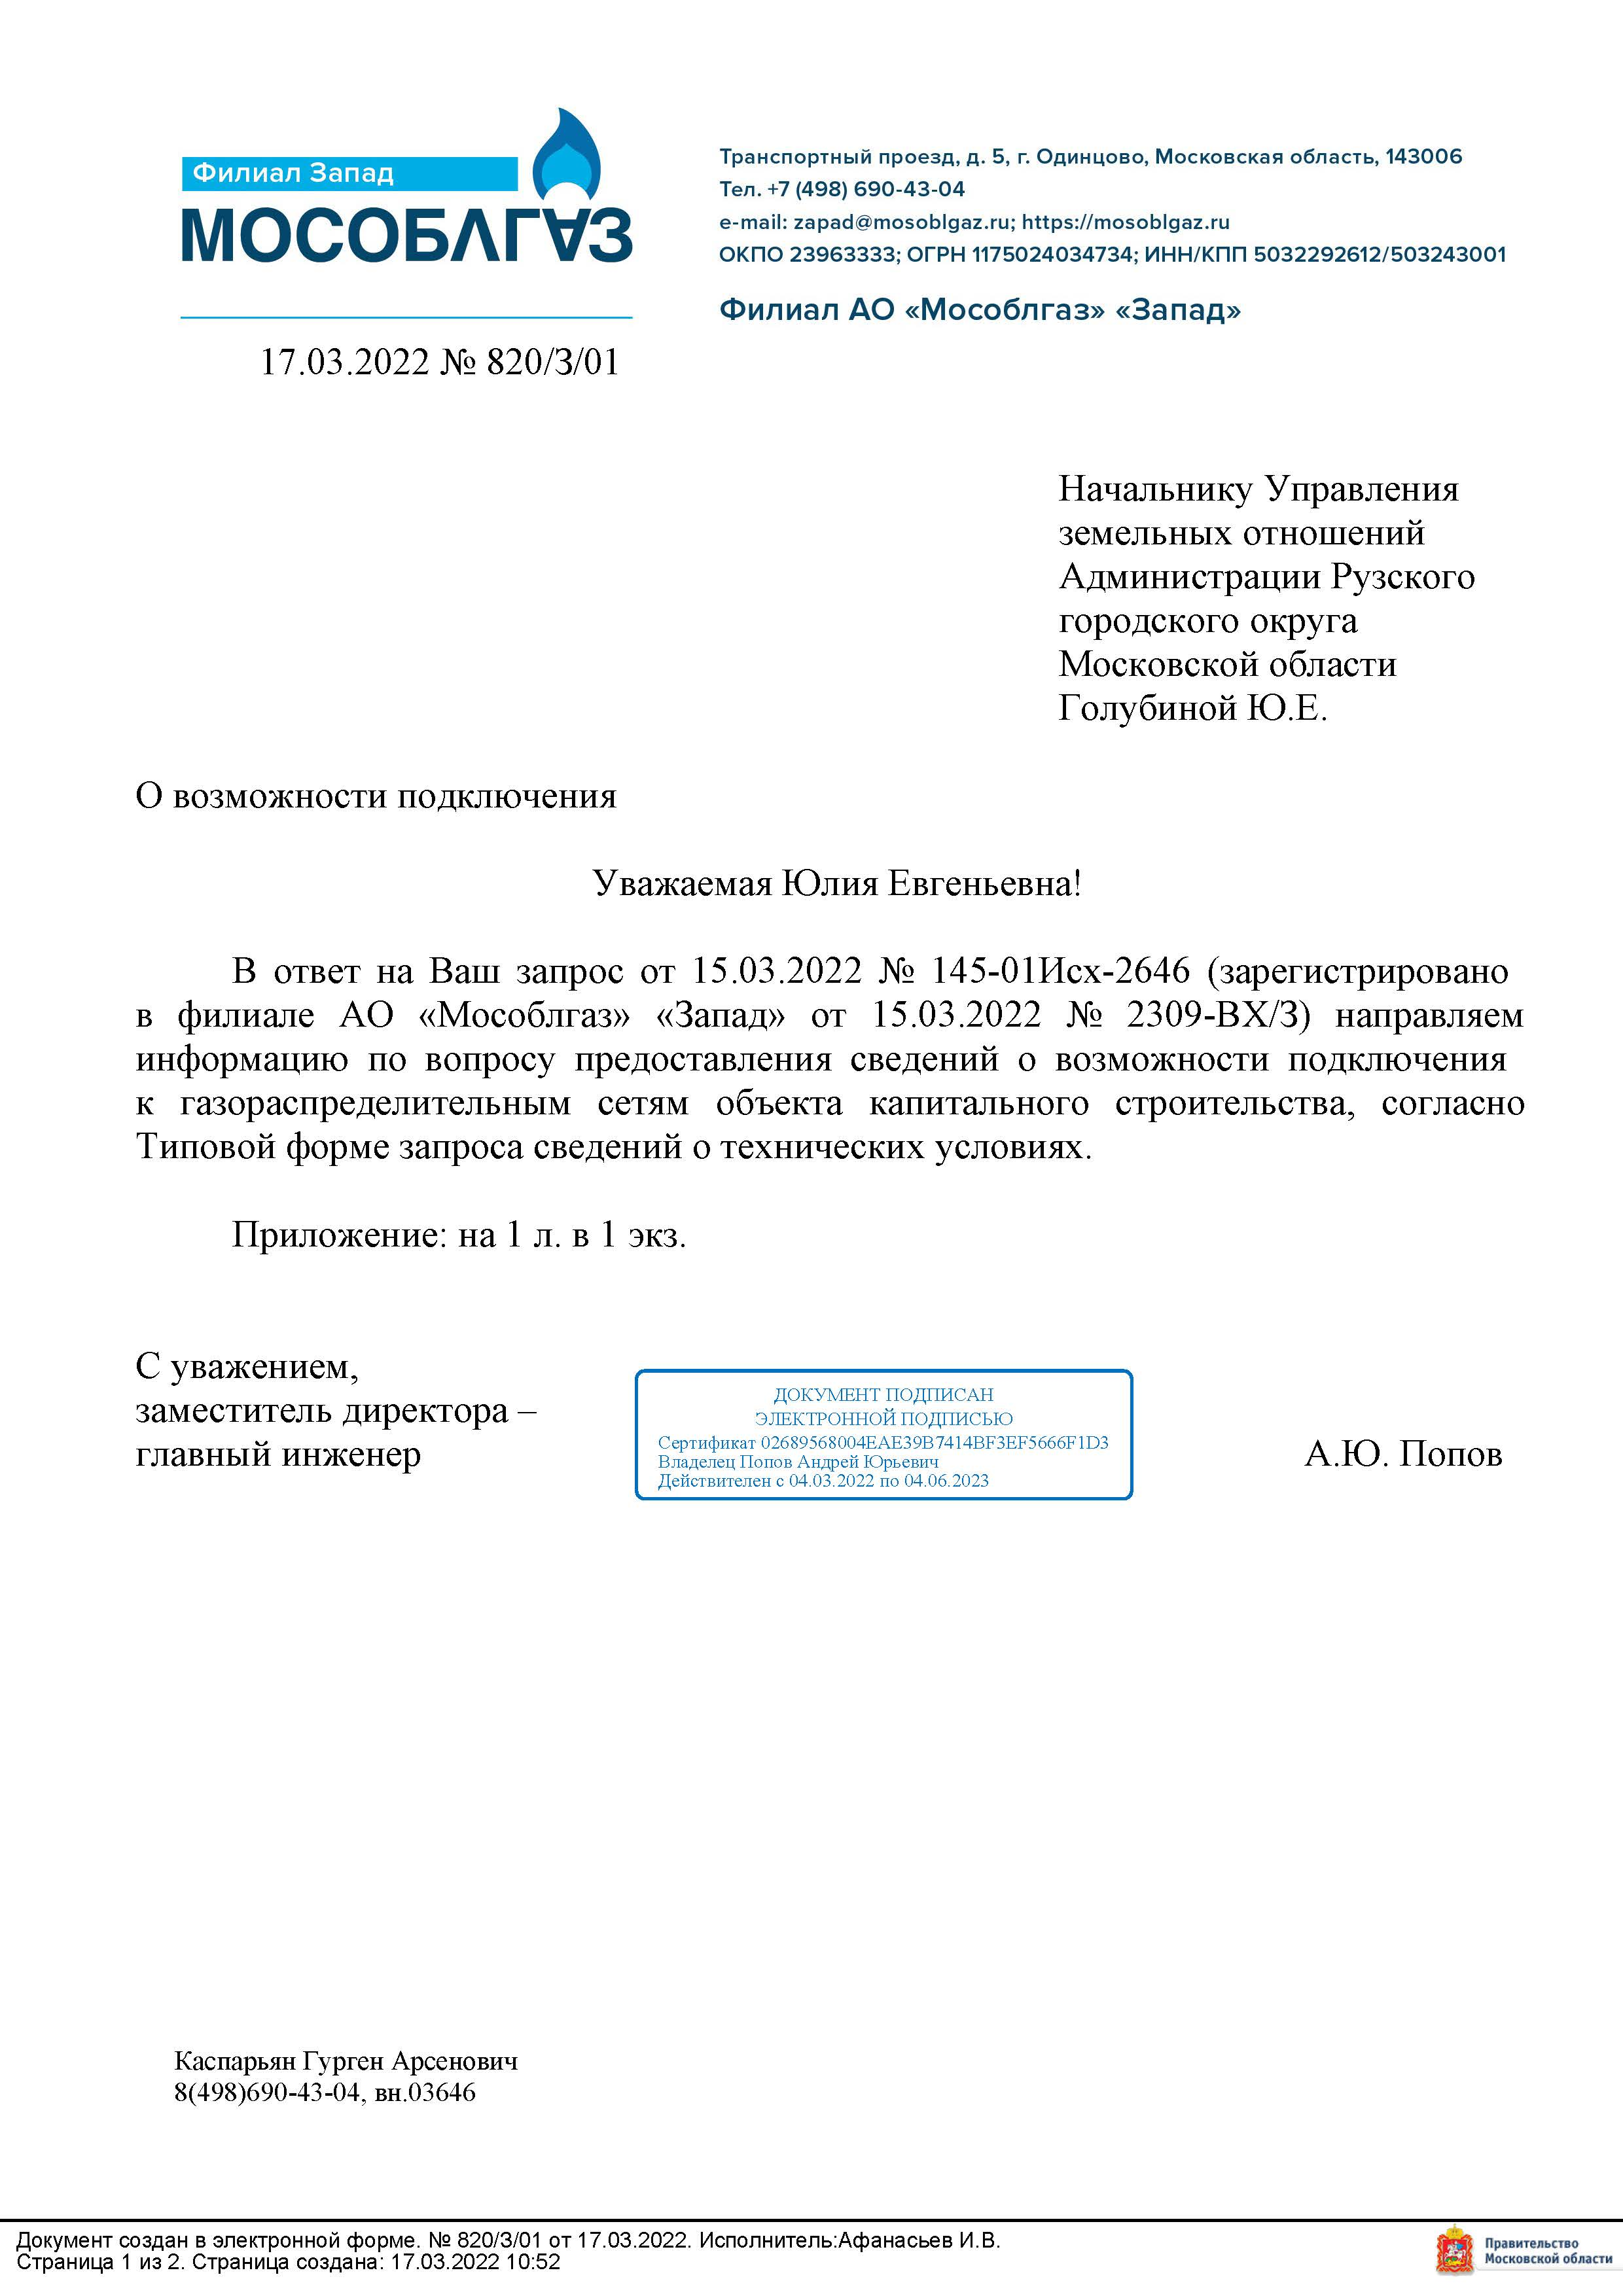 Филиал Запад
МОСОБЛГАЗ
Транспортный проезд, д. 5, г. Одинцово, Московская область, 143006
Тел. +7 (498) 690-43-04
e-mail: zapad@mosoblgaz.ru; https://mosoblgaz.ru
ОКПО 23963333; ОГРН 1175024034734; ИНН/КПП 5032292612/503243001
Филиал АО «Мособлгаз» «Запад»
17.03.2022 № 820/З/01
Начальнику Управления
земельных отношений
Администрации Рузского
городского округа
Московской области
Голубиной Ю.Е.
О возможности подключения
Уважаемая Юлия Евгеньевна!
В ответ на Ваш запрос от 15.03.2022 № 145-01Исх-2646 (зарегистрировано
в филиале АО «Мособлгаз» «Запад» от 15.03.2022 № 2309-ВХ/З) направляем
информацию по вопросу предоставления сведений о возможности подключения
к газораспределительным сетям объекта капитального строительства, согласно
Типовой форме запроса сведений о технических условиях.
Приложение: на 1 л. в 1 экз.
С уважением,
заместитель директора –
главный инженер
ДОКУМЕНТ ПОДПИСАН
ЭЛЕКТРОННОЙ ПОДПИСЬЮ
Сертификат 02689568004EAE39B7414BF3EF5666F1D3
Владелец Попов Андрей Юрьевич
Действителен с 04.03.2022 по 04.06.2023
А.Ю. Попов
Каспарьян Гурген Арсенович
8(498)690-43-04, вн.03646
Документ создан в электронной форме. № 820/З/01 от 17.03.2022. Исполнитель:Афанасьев И.В.
Страница 1 из 2. Страница создана: 17.03.2022 10:52
Правительство
Московской области